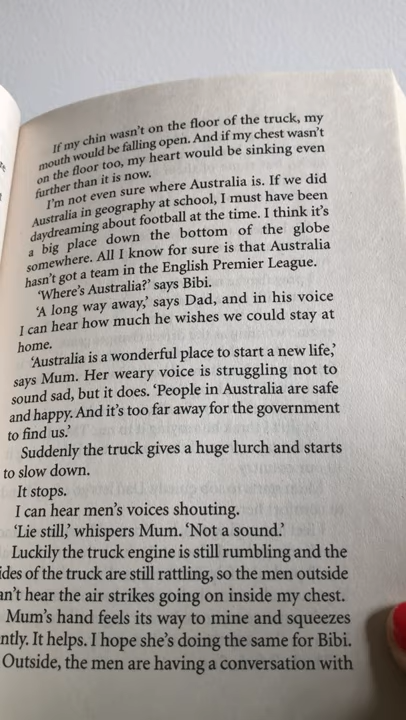 If my chin wasn't on the floor of the truck, my
mouth would be falling open. And if my chest wasn't
on the floor too, my heart would be sinking even
further than it is now.
I'm not even sure where Australia is. If we did
Australia in geography at school, I must have been
daydreaming about football at the time. I think it's
a big place down the bottom of the globe
somewhere. All I know for sure is that Australia
hasn't got a team in the English Premier League.
'Where's Australia?' says Bibi.
'A long way away,' says Dad, and in his voice
I can hear how much he wishes we could stay at
home.
'Australia is a wonderful place to start a new life,'
says Mum. Her weary voice is struggling not to
sound sad, but it does. 'People in Australia are safe
and happy. And it's too far away for the government
to find us.'
Suddenly the truck gives a huge lurch and starts
to slow down.
It stops.
I can hear men's voices shouting.
'Lie still,' whispers Mum. 'Not a sound.'
Luckily the truck engine is still rumbling and the
ides of the truck are still rattling, so the men outside
an't hear the air strikes going on inside my chest.
Mum's hand feels its way to mine and squeezes
ntly. It helps. I hope she's doing the same for Bibi.
Outside, the men are having a conversation with